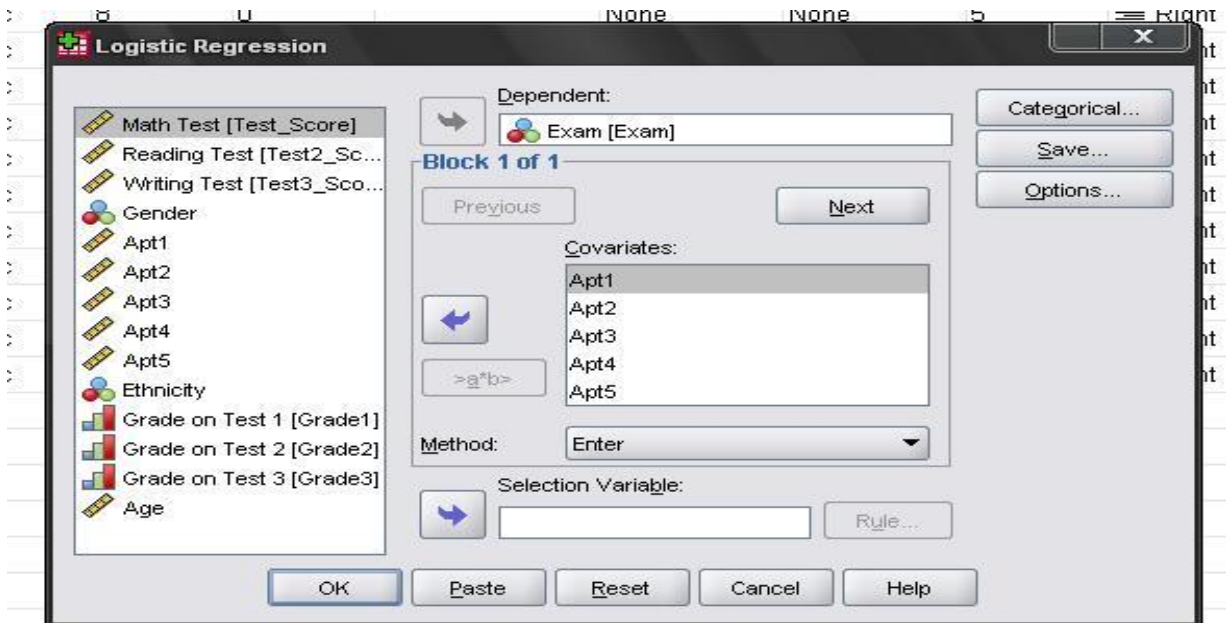 8 0 None None 5 Right
Logistic Regression
X
Math Test [Test_Score]
Reading Test [Test2_Sc...
Writing Test [Test3_Sco...
Gender
Apt1
Apt2
Apt3
Apt4
Apt5
Ethnicity
Grade on Test 1 [Grade1]
Grade on Test 2 [Grade2]
Grade on Test 3 [Grade3]
Age
Dependent:
Exam [Exam]
Block 1 of 1
Previous Next
Covariates:
Apt1
Apt2
Apt3
Apt4
Apt5
>a*b>
Method: Enter
Selection Variable:
Rule...
Categorical...
Save...
Options...
OK Paste Reset Cancel Help